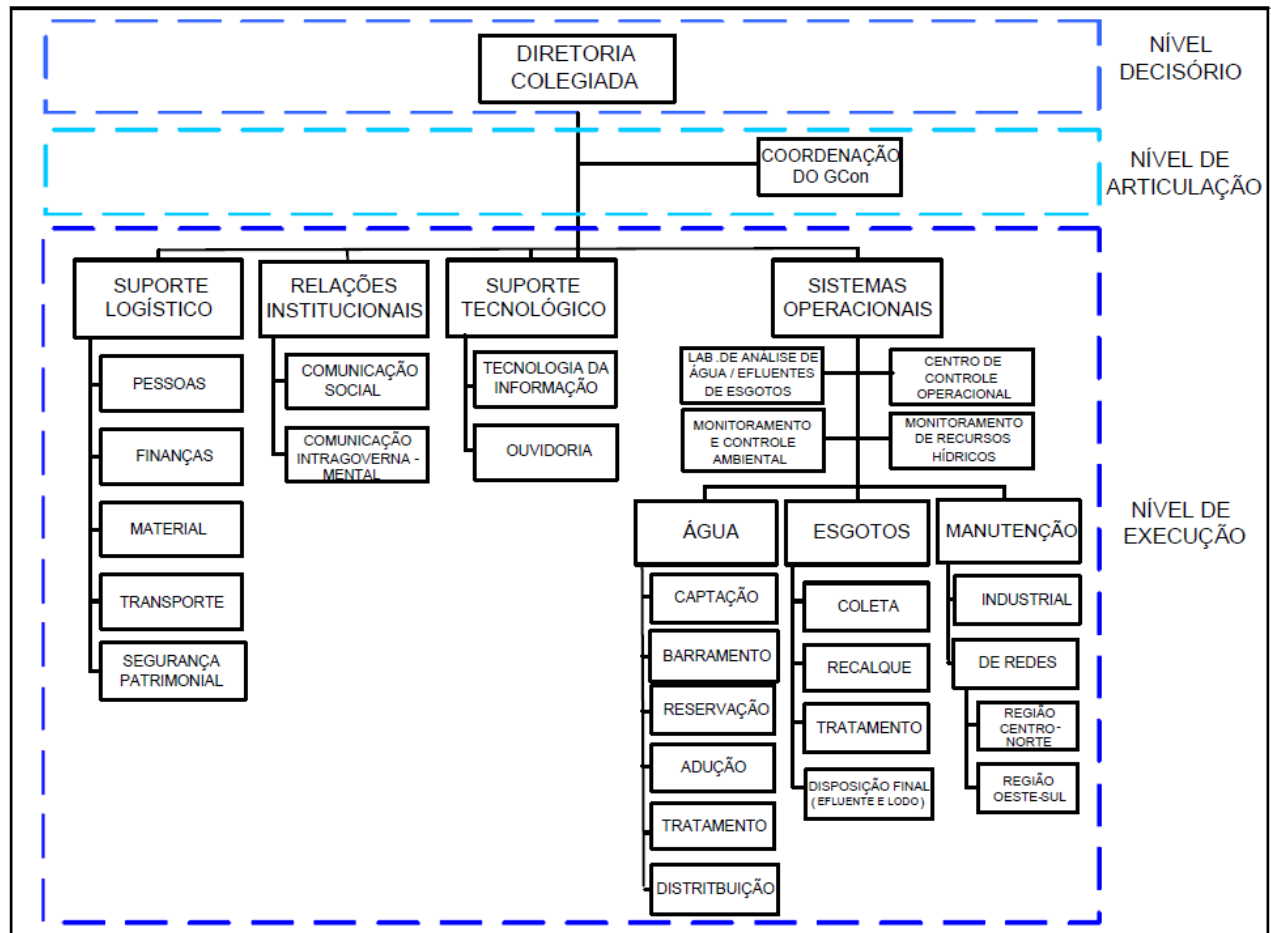 DIRETORIA
COLEGIADA
NÍVEL
DECISÓRIO
COORDENAÇÃO
DO GCon
NÍVEL DE
ARTICULAÇÃO
SUPORTE
LOGÍSTICO
RELAÇÕES
INSTITUCIONAIS
SUPORTE
TECNOLÓGICO
SISTEMAS
OPERACIONAIS
PESSOAS
FINANÇAS
MATERIAL
TRANSPORTE
SEGURANÇA
PATRIMONIAL
COMUNICAÇÃO
SOCIAL
COMUNICAÇÃO
INTRAGOVERNA -
MENTAL
TECNOLOGIA DA
INFORMAÇÃO
OUVIDORIA
LAB .DE ANÁLISE DE
ÁGUA / EFLUENTES
DE ESGOTOS
CENTRO DE
CONTROLE
OPERACIONAL
MONITORAMENTO
E CONTROLE
AMBIENTAL
MONITORAMENTO
DE RECURSOS
HÍDRICOS
ÁGUA
CAPTAÇÃO
BARRAMENTO
RESERVAÇÃO
ADUÇÃO
TRATAMENTO
DISTRITBUIÇÃO
ESGOTOS
COLETA
RECALQUE
TRATAMENTO
DISPOSIÇÃO FINAL
( EFLUENTE E LODO )
MANUTENÇÃO
INDUSTRIAL
DE REDES
REGIÃO
CENTRO-
NORTE
REGIÃO
OESTE-SUL
NÍVEL DE
EXECUÇÃO